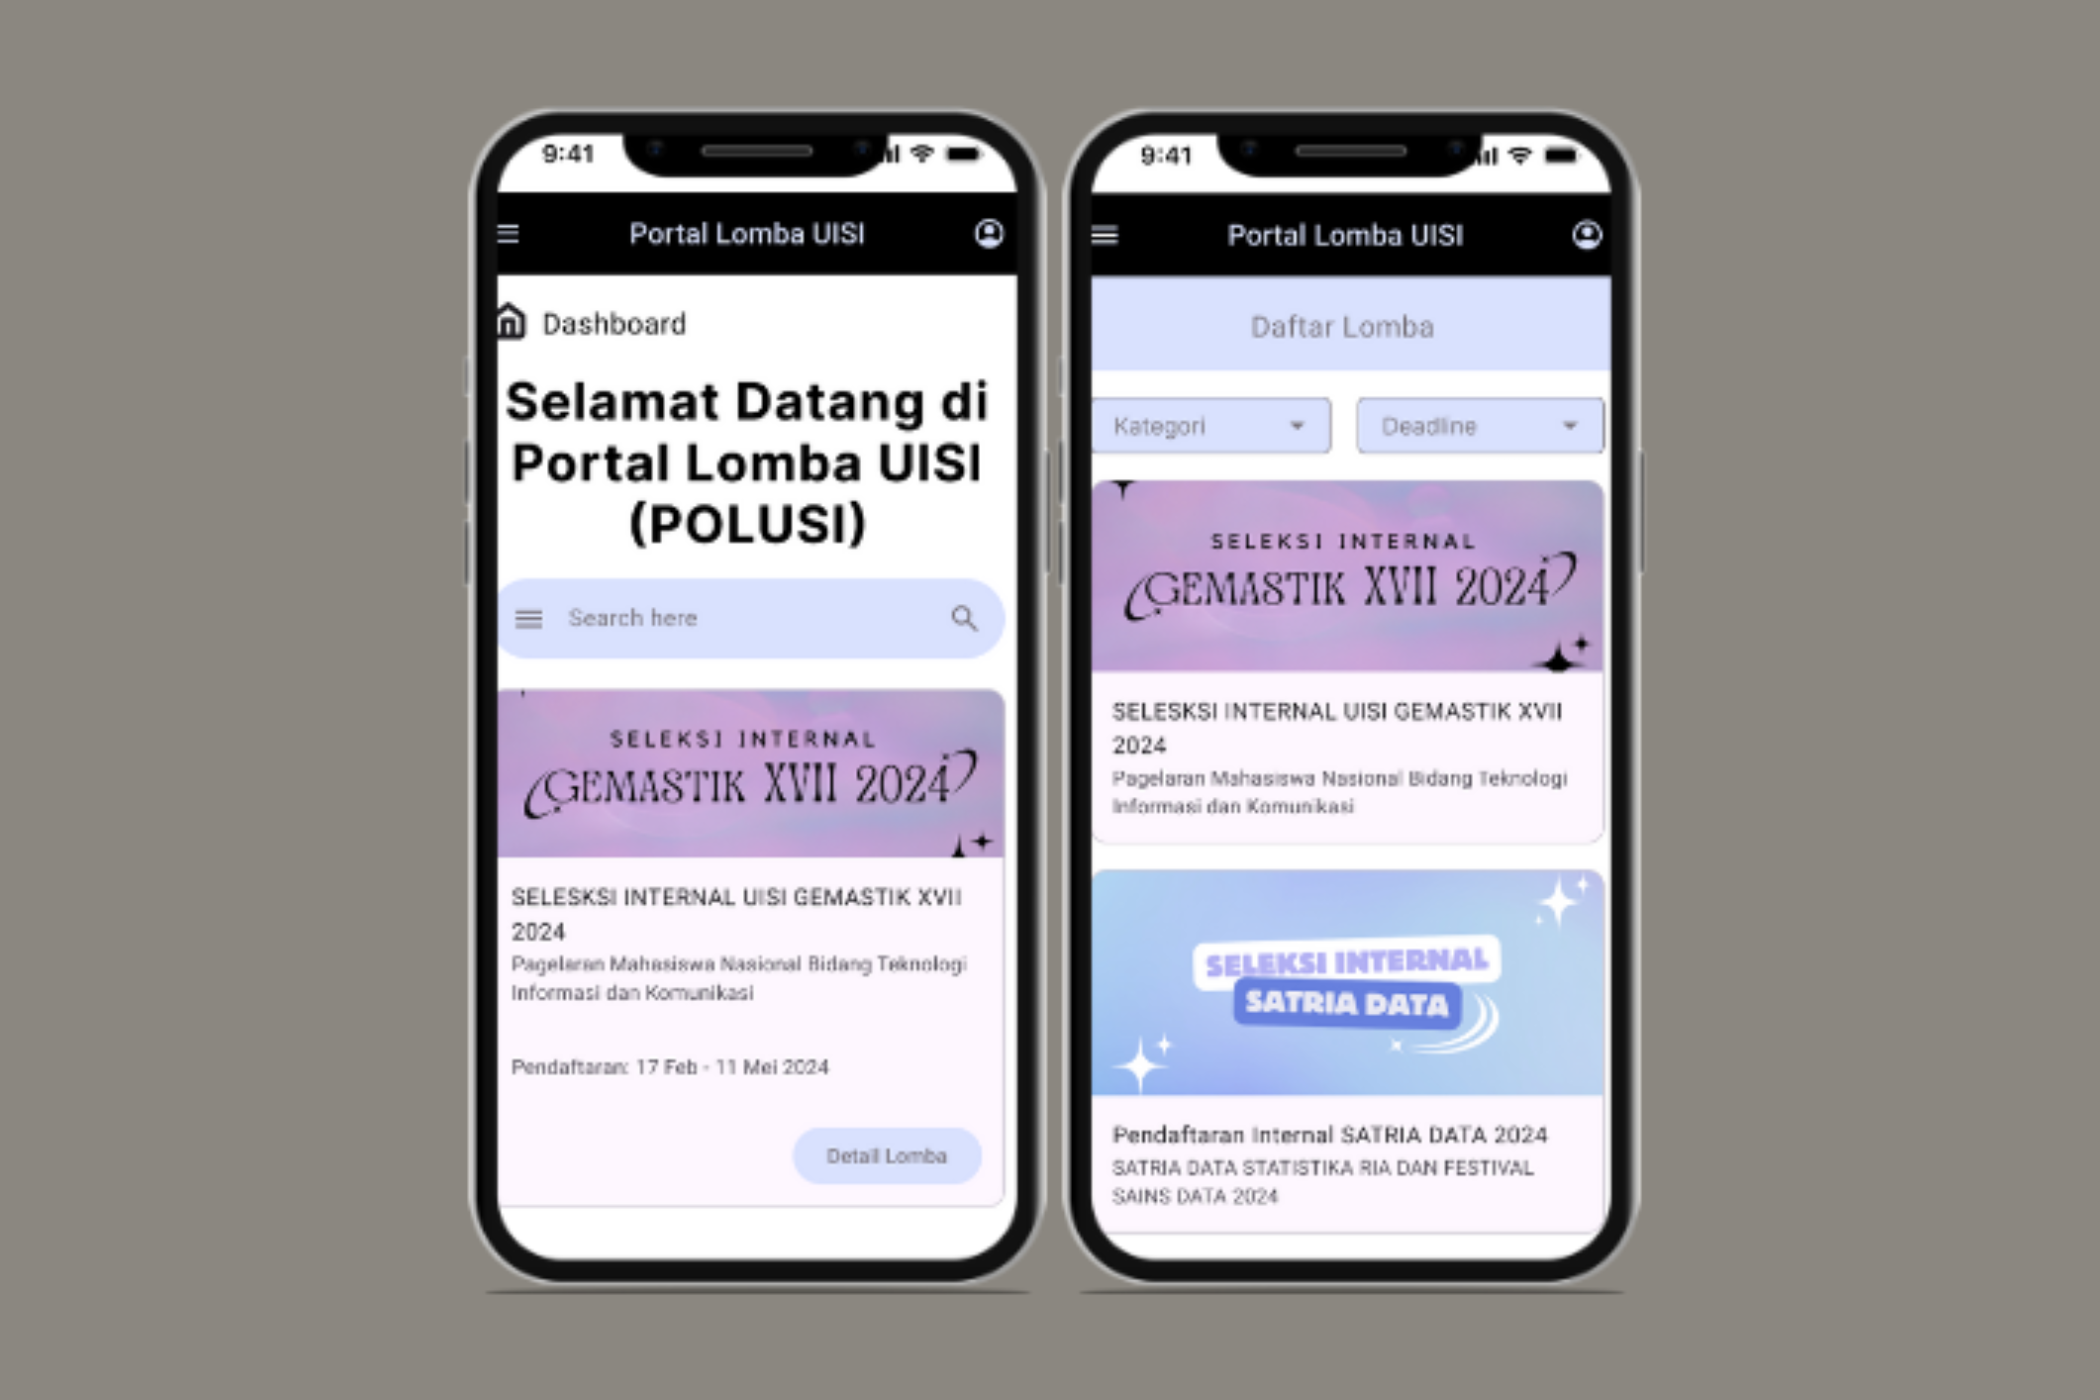 9:41
Portal Lomba UISI
Dashboard
Selamat Datang di
Portal Lomba UISI
(POLUSI)
Search here
SELEKSI INTERNAL
GEMASTIK XVII 2024
SELESKSI INTERNAL UISI GEMASTIK XVII
2024
Pagelaran Mahasiswa Nasional Bidang Teknologi
Informasi dan Komunikasi
Pendaftaran: 17 Feb - 11 Mei 2024
Detail Lomba
9:41
Portal Lomba UISI
Daftar Lomba
Kategori
Deadline
SELEKSI INTERNAL
GEMASTIK XVII 2024
SELESKSI INTERNAL UISI GEMASTIK XVII
2024
Pagelaran Mahasiswa Nasional Bidang Teknologi
Informasi dan Komunikasi
SELEKSI INTERNAL
SATRIA DATA
Pendaftaran Internal SATRIA DATA 2024
SATRIA DATA STATISTIKA RIA DAN FESTIVAL
SAINS DATA 2024